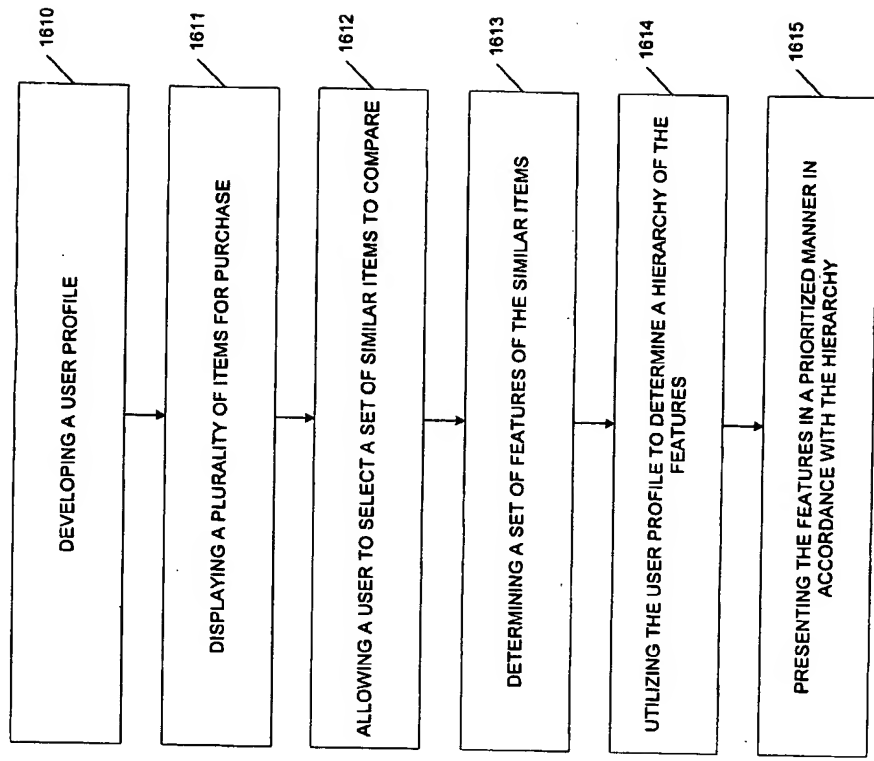 1610
DEVELOPING A USER PROFILE
1611
DISPLAYING A PLURALITY OF ITEMS FOR PURCHASE
1612
ALLOWING A USER TO SELECT A SET OF SIMILAR ITEMS TO COMPARE
1613
DETERMINING A SET OF FEATURES OF THE SIMILAR ITEMS
1614
UTILIZING THE USER PROFILE TO DETERMINE A HIERARCHY OF THE
FEATURES
1615
PRESENTING THE FEATURES IN A PRIORITIZED MANNER IN
ACCORDANCE WITH THE HIERARCHY